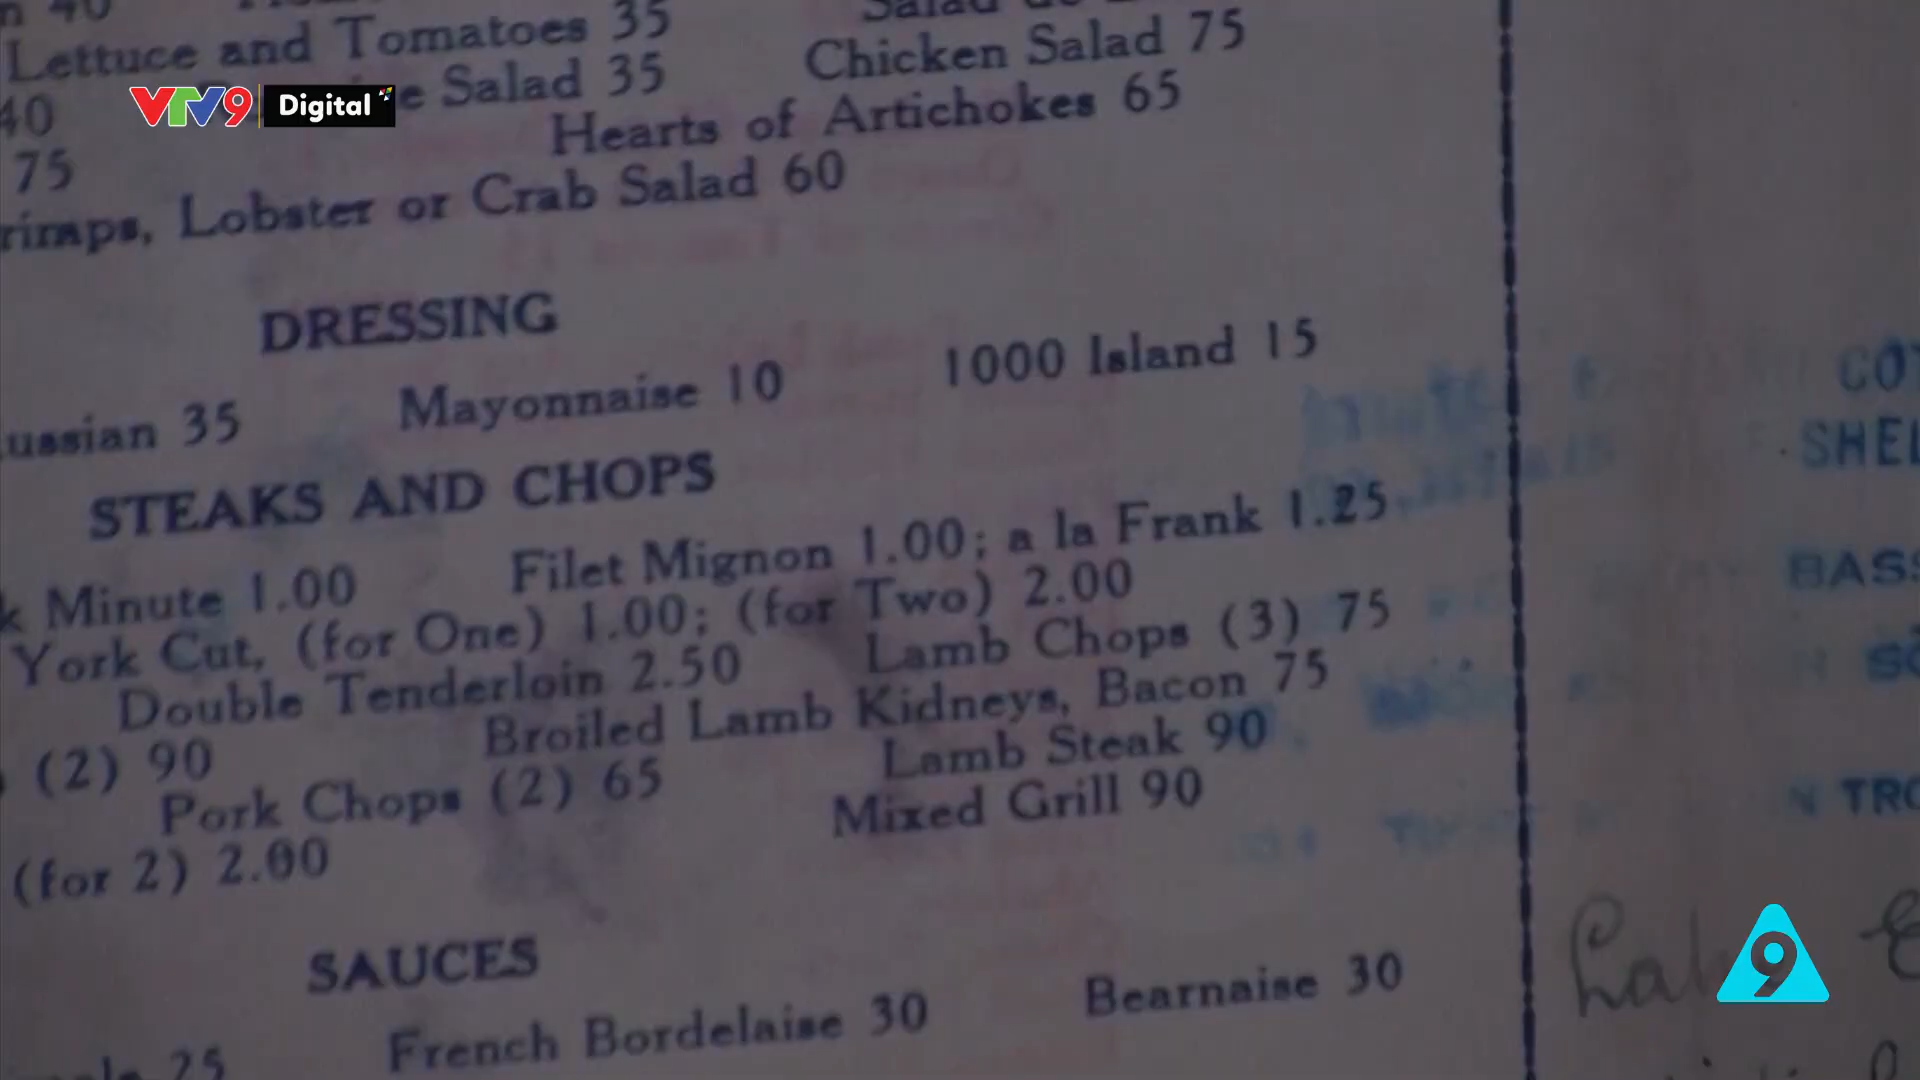 40
Lettuce and Tomatoes 35
Chicken Salad 75
VTV9 Digital
Salad 35
40
Hearts of Artichokes 65
75
Lobster or Crab Salad 60
DRESSING
35 Mayonnaise 10 1000 Island 15
STEAKS AND CHOPS
Minute 1.00 Filet Mignon 1.00; a la Frank 1.25
York Cut, (for One) 1.00; (for Two) 2.00
Double Tenderloin 2.50 Lamb Chops (3) 75
(2) 90 Broiled Lamb Kidneys, Bacon 75
Pork Chops (2) 65 Lamb Steak 90
(for 2) 2.00 Mixed Grill 90
SAUCES
25 French Bordelaise 30 Bearnaise 30
9